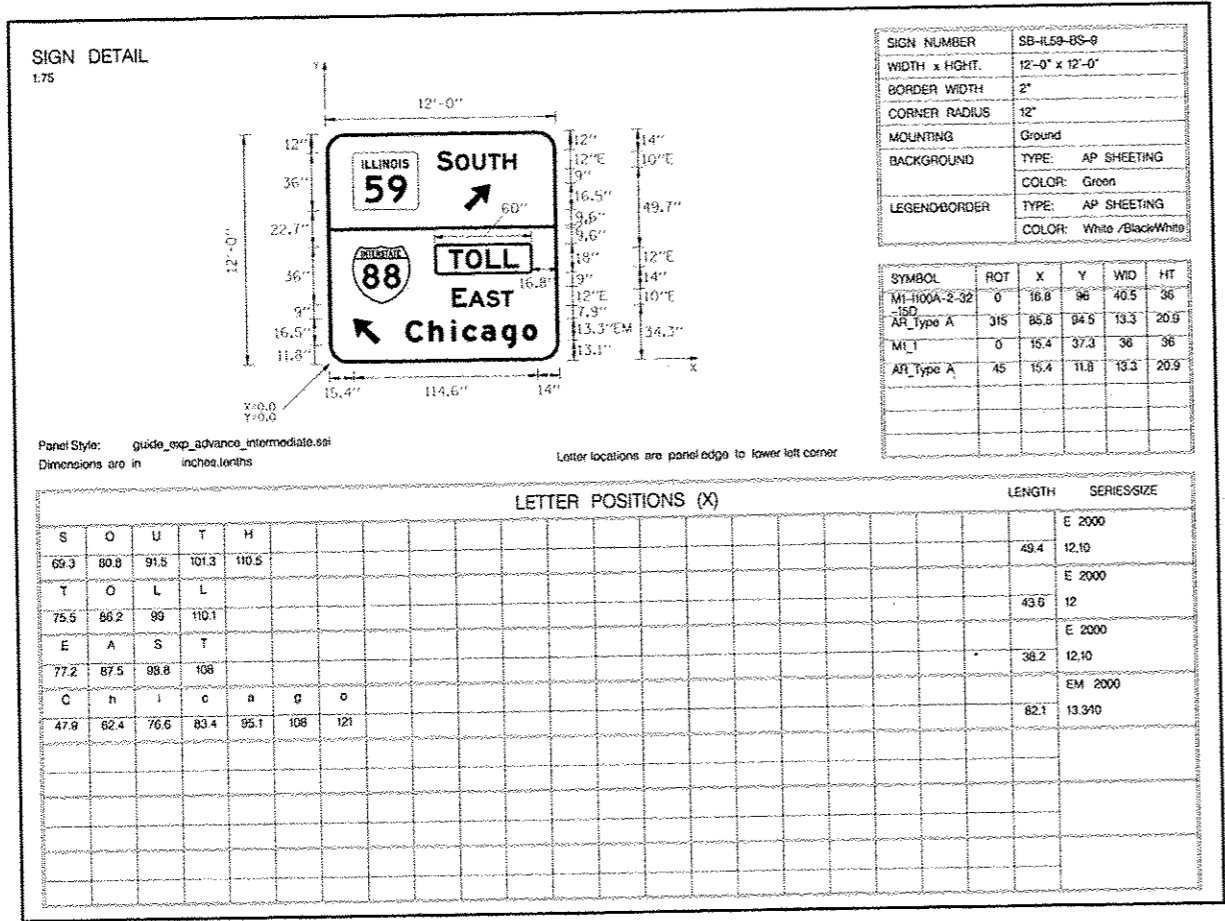 SIGN DETAIL
1:75
SIGN NUMBER SB-IL59-BS-9
WIDTH x HGHT. 12'-0" x 12'-0"
BORDER WIDTH 2"
CORNER RADIUS 12"
MOUNTING Ground
BACKGROUND TYPE: AP SHEETING
COLOR: Green
LEGEND/BORDER TYPE: AP SHEETING
COLOR: White /Black/White
Y
12'-0"
12'-0"
12"
36"
22.7"
36"
9"
16.5"
11.8"
ILLINOIS
59
SOUTH
60"
INTERSTATE
88
TOLL
16.8"
EAST
Chicago
12"
12"E
9"
16.5"
9.6"
9.6"
18"
9"
12"E
7.9"
13.3"EM
13.1"
14"
10"E
49.7"
12"E
14"
10"E
34.3"
X
15.4" 114.6" 14"
X=0.0
Y=0.0
SYMBOL ROT X Y WID HT
M1-I100A-2-32-15D 0 16.8 96 40.5 36
AR_Type A 315 85.8 94.5 13.3 20.9
M1_1 0 15.4 37.3 36 36
AR_Type A 45 15.4 11.8 13.3 20.9
Panel Style: guide_exp_advance_intermediate.ssi
Dimensions are in inches.tenths
Letter locations are panel edge to lower left corner
LETTER POSITIONS (X) LENGTH SERIES/SIZE
S O U T H E 2000
69.3 80.8 91.5 101.3 110.5 49.4 12,10
T O L L E 2000
75.5 86.2 99 110.1 43.6 12
E A S T E 2000
77.2 87.5 98.8 108 38.2 12,10
C h i c a g o EM 2000
47.9 62.4 76.6 83.4 95.1 108 121 82.1 13.3/10